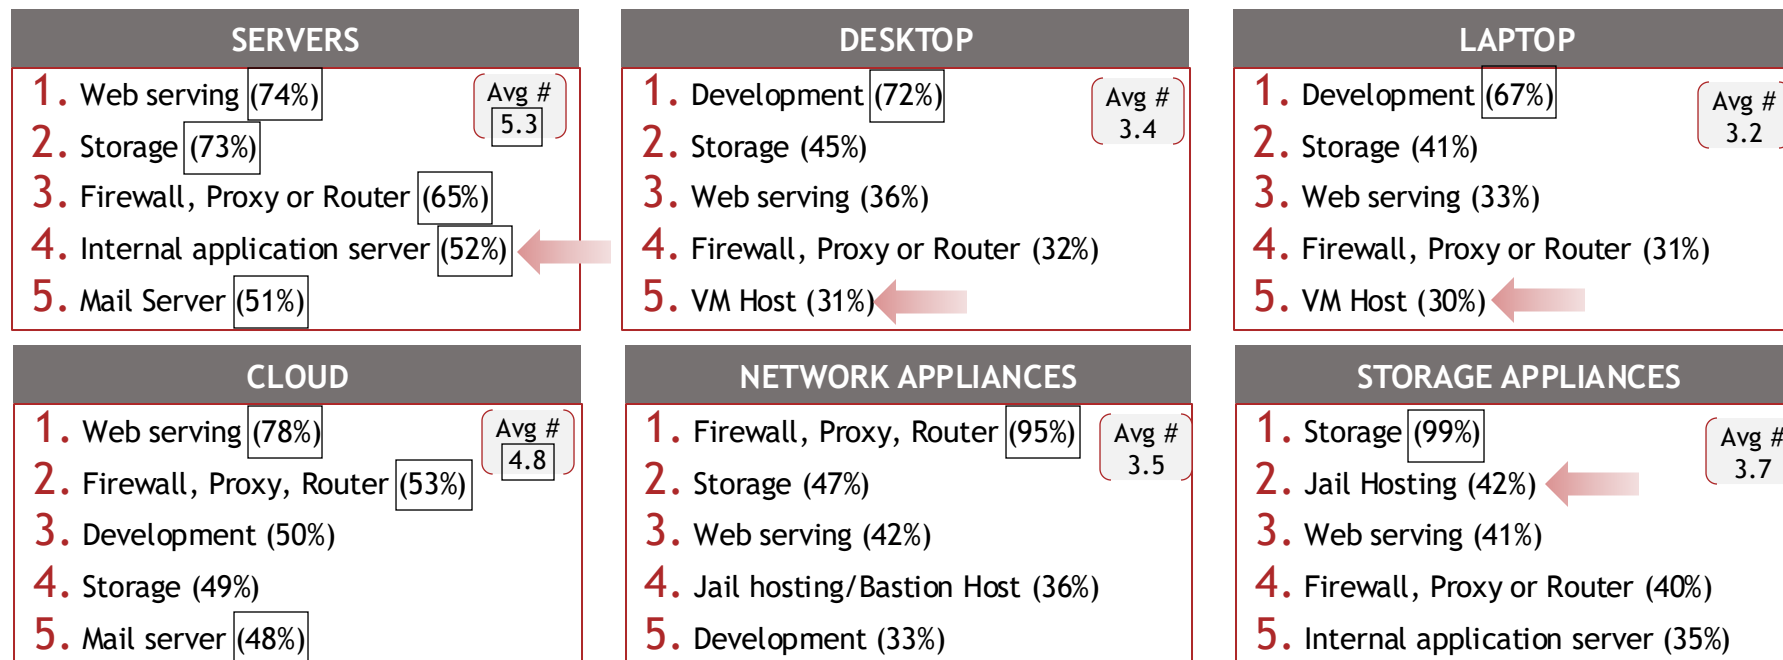 SERVERS
1. Web serving (74%)
2. Storage (73%)
3. Firewall, Proxy or Router (65%)
4. Internal application server (52%)
5. Mail Server (51%)
Avg #
5.3
DESKTOP
1. Development (72%)
2. Storage (45%)
3. Web serving (36%)
4. Firewall, Proxy or Router (32%)
5. VM Host (31%)
Avg #
3.4
LAPTOP
1. Development (67%)
2. Storage (41%)
3. Web serving (33%)
4. Firewall, Proxy or Router (31%)
5. VM Host (30%)
Avg #
3.2
CLOUD
1. Web serving (78%)
2. Firewall, Proxy, Router (53%)
3. Development (50%)
4. Storage (49%)
5. Mail server (48%)
Avg #
4.8
NETWORK APPLIANCES
1. Firewall, Proxy, Router (95%)
2. Storage (47%)
3. Web serving (42%)
4. Jail hosting/Bastion Host (36%)
5. Development (33%)
Avg #
3.5
STORAGE APPLIANCES
1. Storage (99%)
2. Jail Hosting (42%)
3. Web serving (41%)
4. Firewall, Proxy or Router (40%)
5. Internal application server (35%)
Avg #
3.7